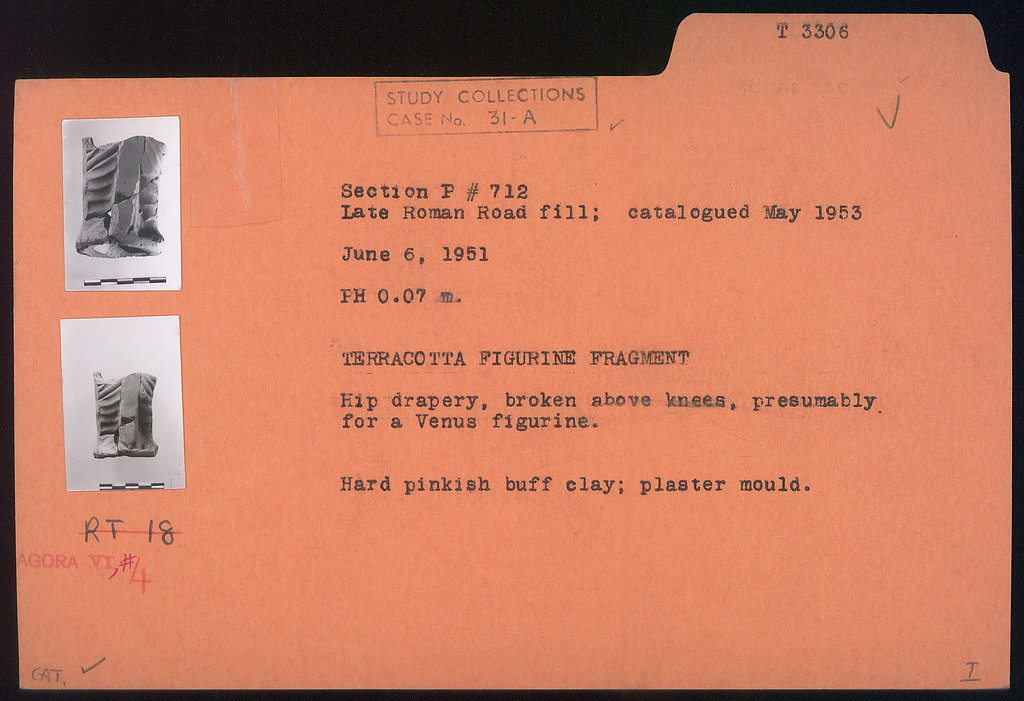 T 3306
STUDY COLLECTIONS
CASE No. 31-A
Section P # 712
Late Roman Road fill; catalogued May 1953
June 6, 1951
PH 0.07 m.
TERRACOTTA FIGURINE FRAGMENT
Hip drapery, broken above knees, presumably
for a Venus figurine.
Hard pinkish buff clay; plaster mould.
RT 18
AGORA VI, #4
CAT.
I